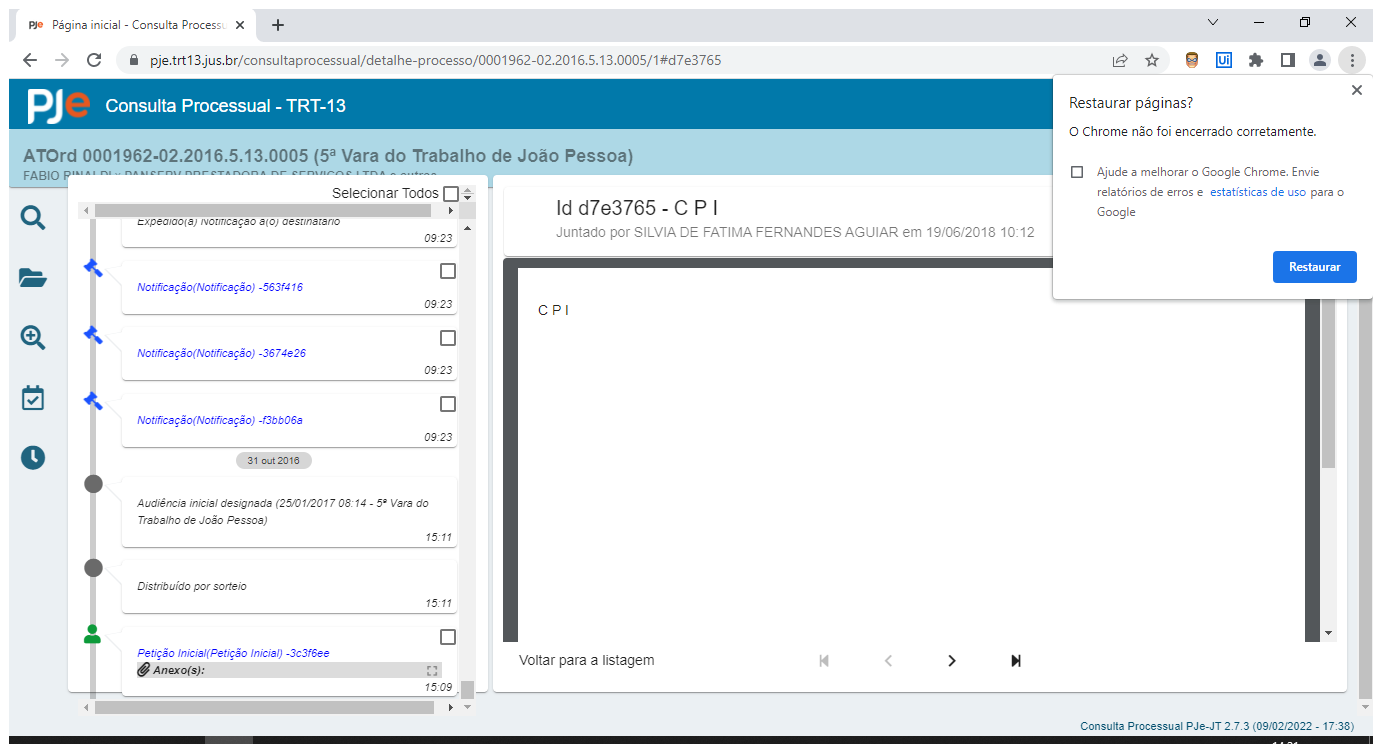 PJe Página inicial - Consulta Process
pje.trt13.jus.br/consultaprocessual/detalhe-processo/0001962-02.2016.5.13.0005/1#d7e3765
Ui
PJe Consulta Processual - TRT-13
Restaurar páginas?
O Chrome não foi encerrado corretamente.
Ajude a melhorar o Google Chrome. Envie
relatórios de erros e estatísticas de uso para o
Google
Restaurar
ATOrd 0001962-02.2016.5.13.0005 (5ª Vara do Trabalho de João Pessoa)
FABIO RINALDI x PANSERV PRESTADORA DE SERVIÇOS LTDA e outros
Selecionar Todos
Expedido(a) Notificação a(o) destinatário
09:23
Notificação(Notificação) -563f416
09:23
Notificação(Notificação) -3674e26
09:23
Notificação(Notificação) -f3bb06a
09:23
31 out 2016
Audiência inicial designada (25/01/2017 08:14 - 5ª Vara do
Trabalho de João Pessoa)
15:11
Distribuído por sorteio
15:11
Petição Inicial(Petição Inicial) -3c3f6ee
Anexo(s):
15:09
Id d7e3765 - C P I
Juntado por SILVIA DE FATIMA FERNANDES AGUIAR em 19/06/2018 10:12
C P I
Voltar para a listagem
Consulta Processual PJe-JT 2.7.3 (09/02/2022 - 17:38)